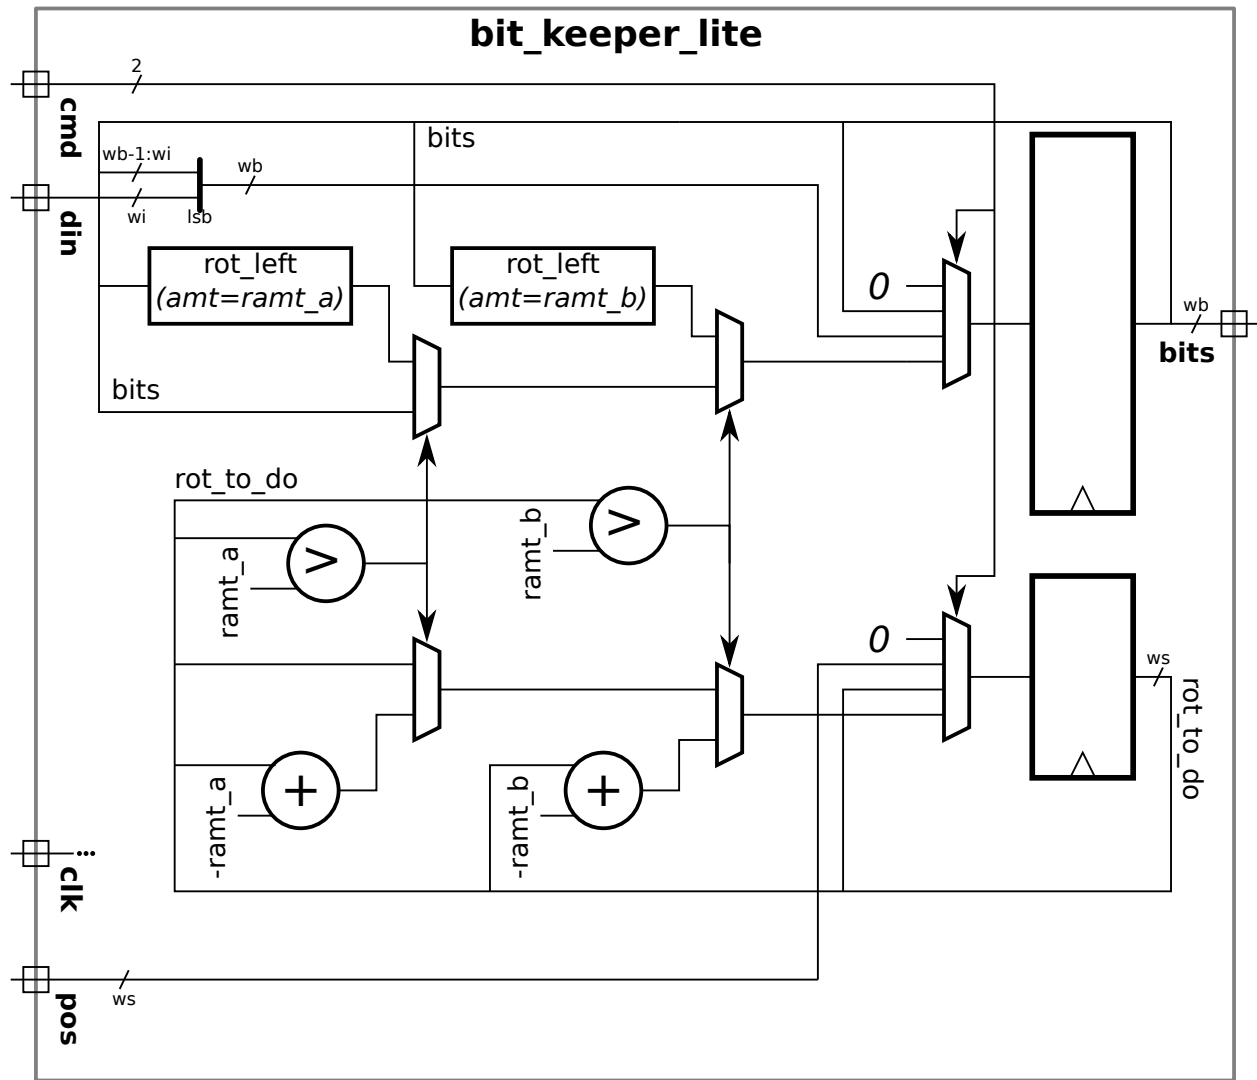 bit_keeper_lite
2
cmd
bits
wb-1:wi
wb
wi
lsb
din
rot_left
(amt=ramt_a)
rot_left
(amt=ramt_b)
0
wb
bits
bits
rot_to_do
ramt_a
>
ramt_b
>
0
ws
rot_to_do
-ramt_a
+
-ramt_b
+
...
clk
ws
pos